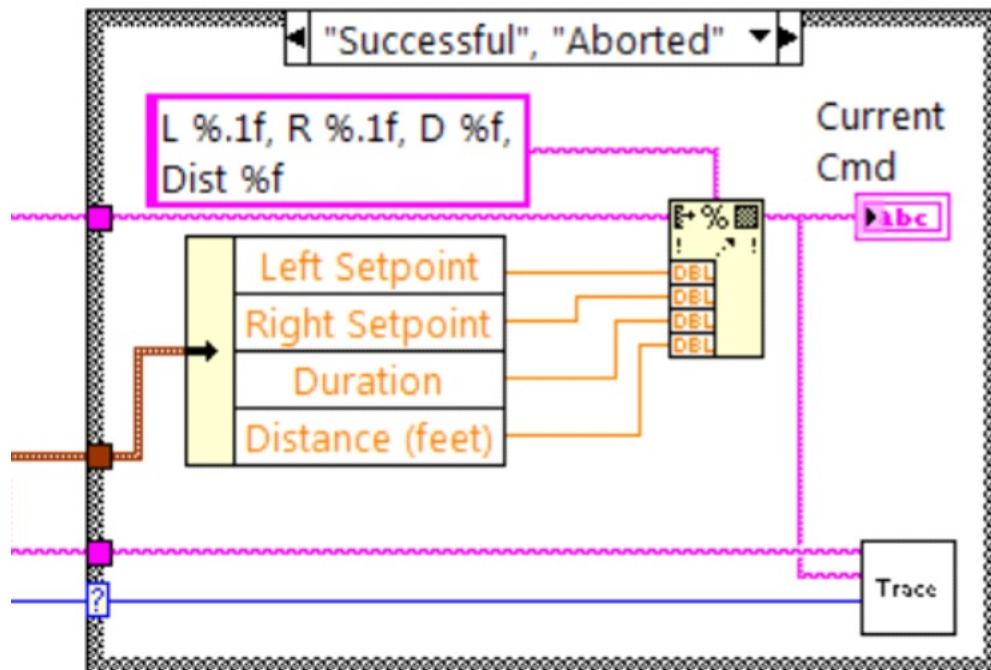 "Successful", "Aborted"
L %.1f, R %.1f, D %f,
Dist %f
Current
Cmd
%
abc
! !
Left Setpoint
DBL
Right Setpoint
DBL
Duration
DBL
Distance (feet)
DBL
Trace
?